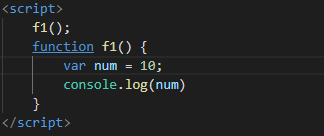 <script>
    f1();
    function f1() {
        var num = 10;
        console.log(num)
    }
</script>